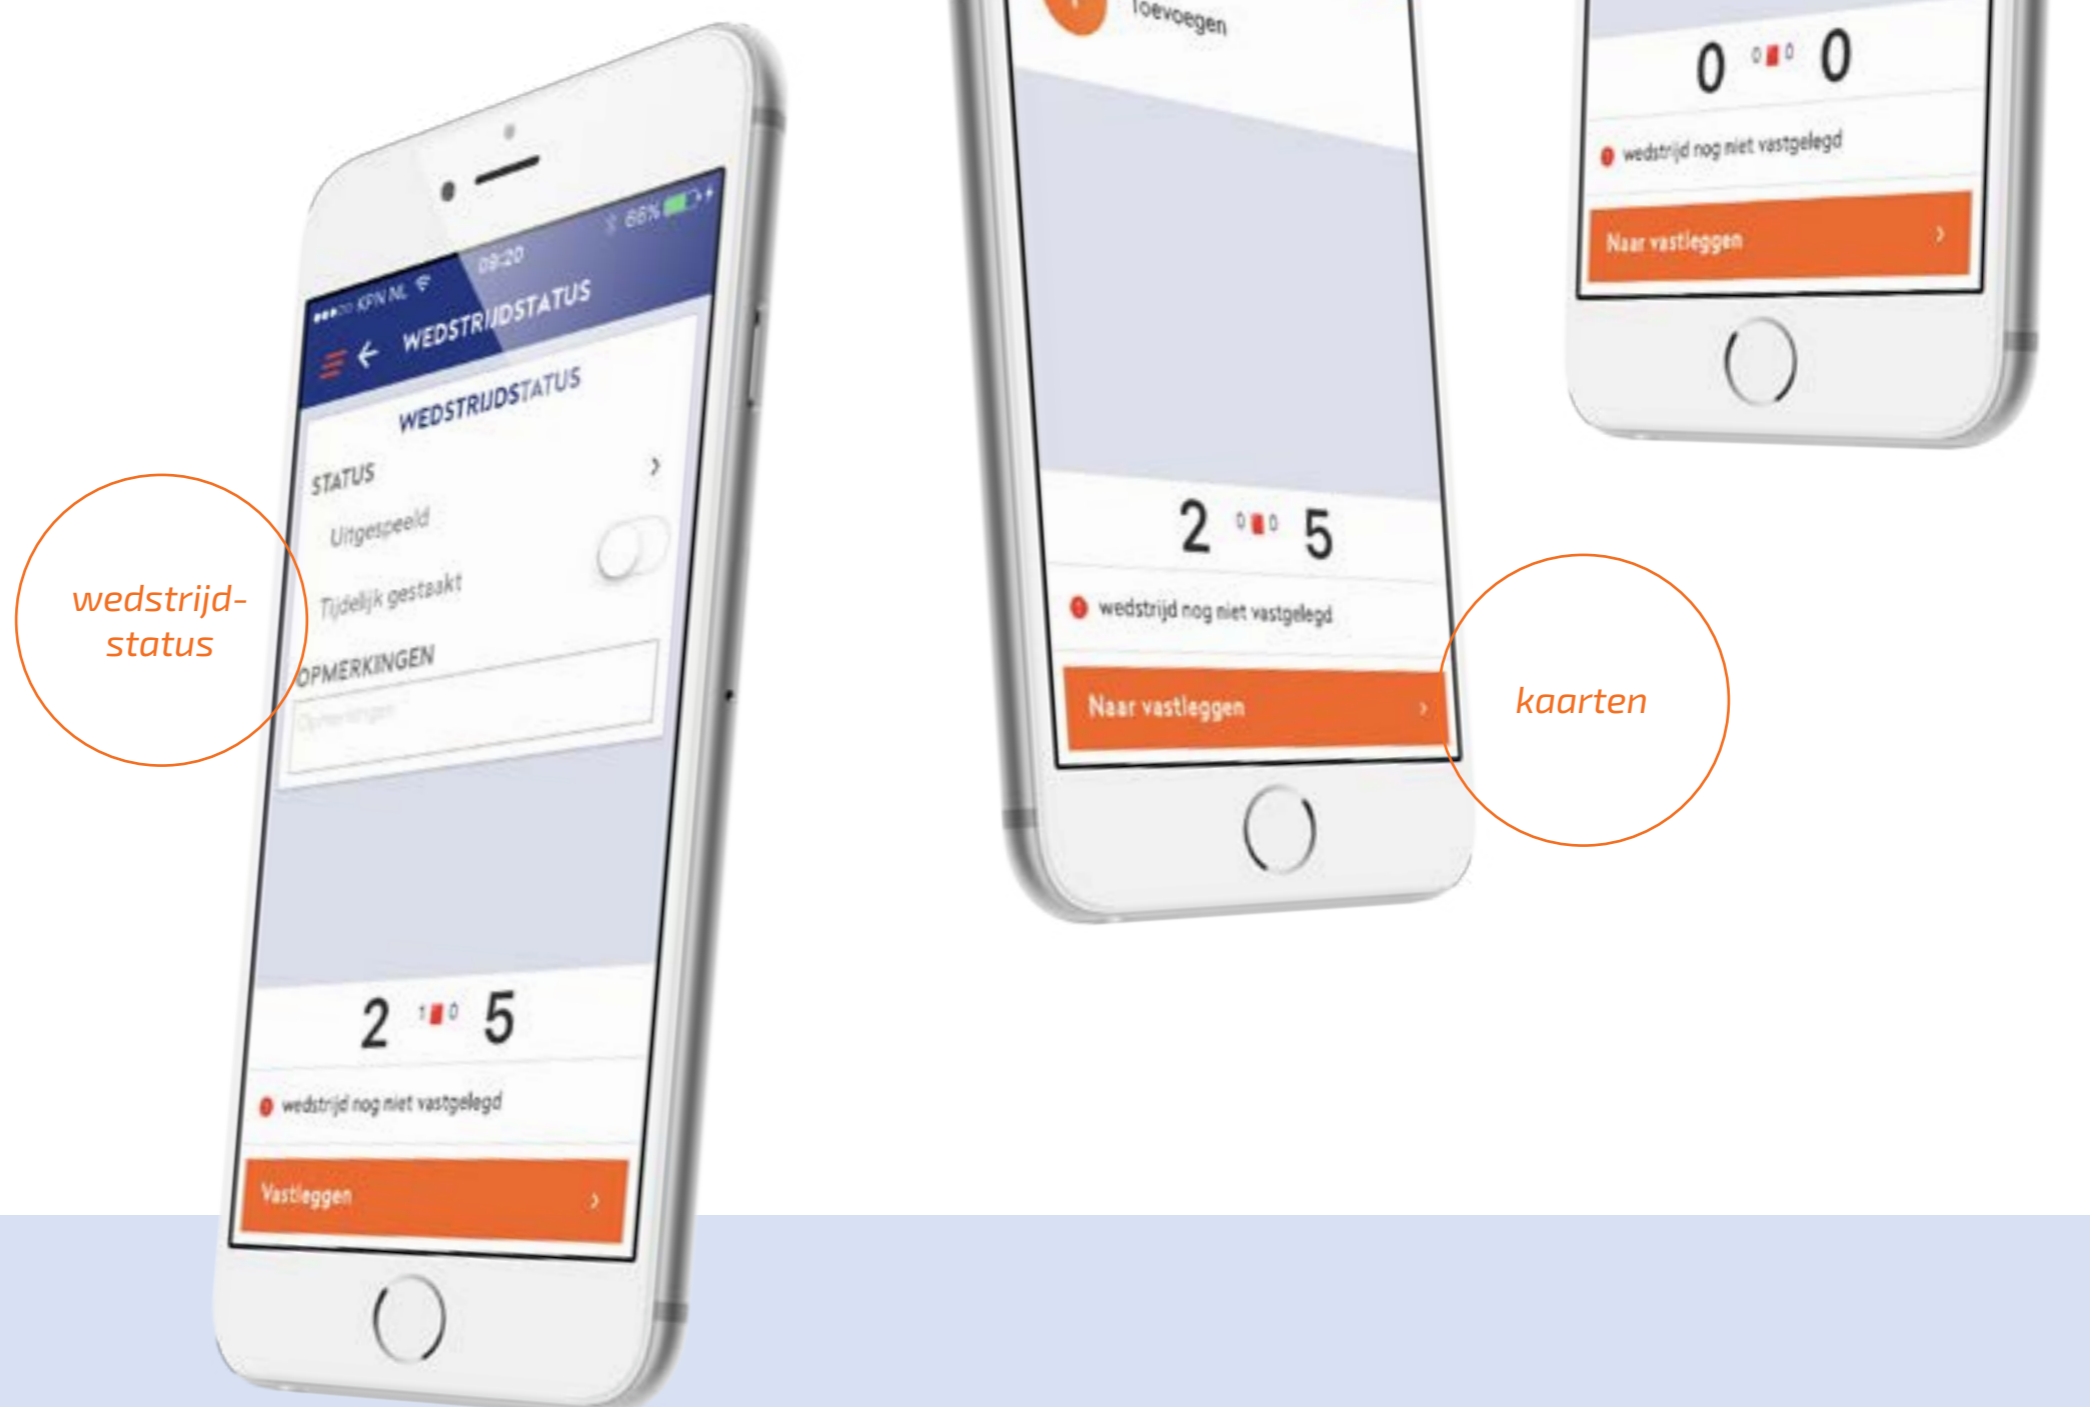 wedstrijd-
status
KPN NL 09:20 66%
WEDSTRIJDSTATUS
WEDSTRIJDSTATUS
STATUS
Uitgespeeld
Tijdelijk gestaakt
OPMERKINGEN
Opmerkingen
2 1 0 5
wedstrijd nog niet vastgelegd
Vastleggen
Toevoegen
2 0 0 5
wedstrijd nog niet vastgelegd
Naar vastleggen
kaarten
0 0 0 0
wedstrijd nog niet vastgelegd
Naar vastleggen